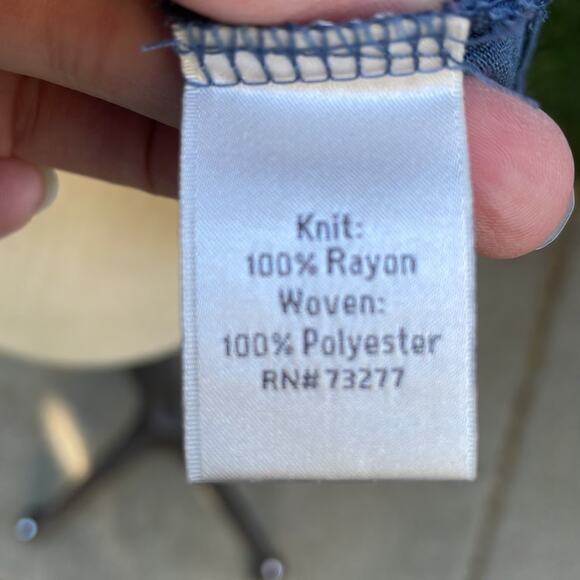 Knit:
100% Rayon
Woven:
100% Polyester
RN# 73277